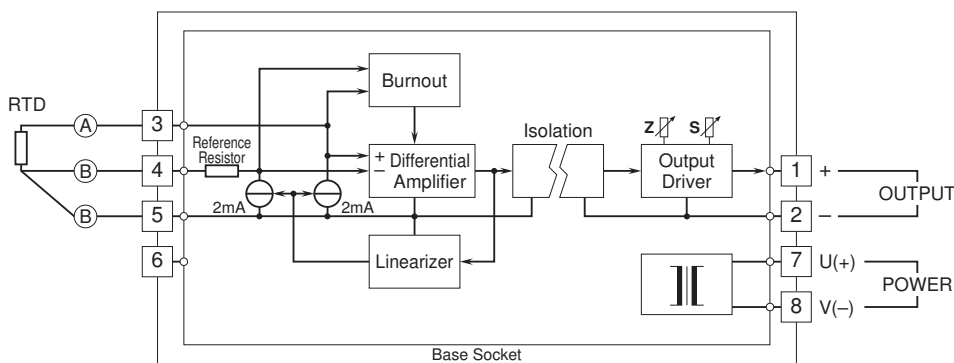 RTD
A
B
B
3
4
5
6
Reference
Resistor
Burnout
+
−
Differential
Amplifier
2mA
2mA
Linearizer
Isolation
Z
S
Output
Driver
1
+
2
−
OUTPUT
7
U(+)
8
V(−)
POWER
Base Socket